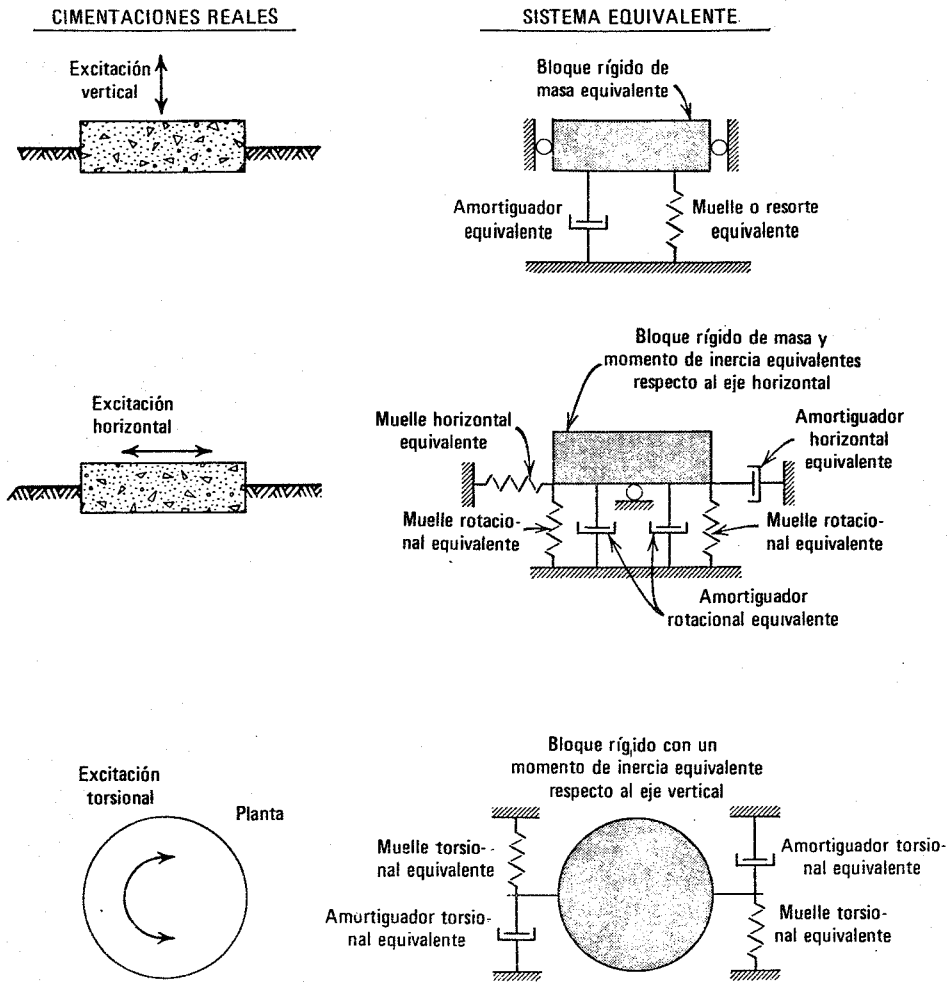 CIMENTACIONES REALES
SISTEMA EQUIVALENTE
Excitación
vertical
Bloque rígido de
masa equivalente
Amortiguador
equivalente
Muelle o resorte
equivalente
Excitación
horizontal
Bloque rígido de masa y
momento de inercia equivalentes
respecto al eje horizontal
Muelle horizontal
equivalente
Amortiguador
horizontal
equivalente
Muelle rotacio-
nal equivalente
Muelle rotacio-
nal equivalente
Amortiguador
rotacional equivalente
Excitación
torsional
Planta
Bloque rígido con un
momento de inercia equivalente
respecto al eje vertical
Muelle torsio-
nal equivalente
Amortiguador torsio-
nal equivalente
Amortiguador torsio-
nal equivalente
Muelle torsio-
nal equivalente